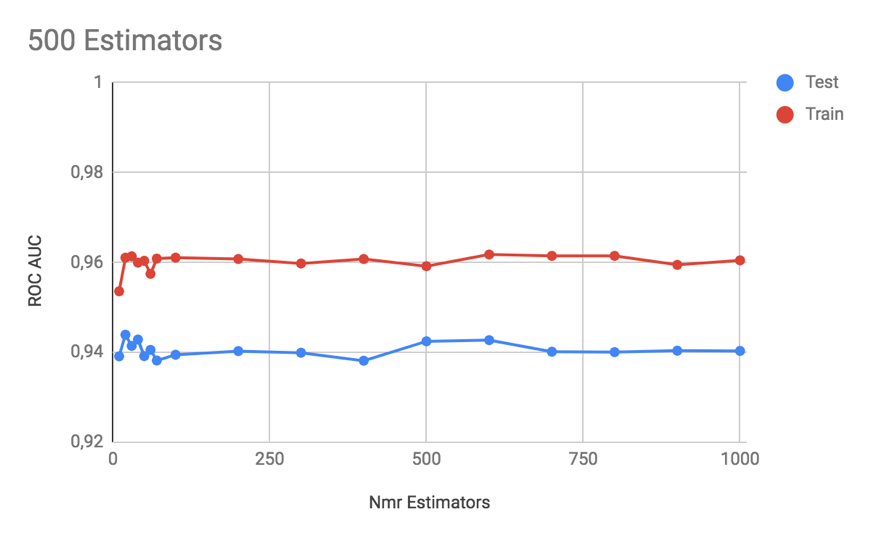 500 Estimators
Test
Train
1
0,98
0,96
0,94
0,92
ROC AUC
0
250
500
750
1000
Nmr Estimators